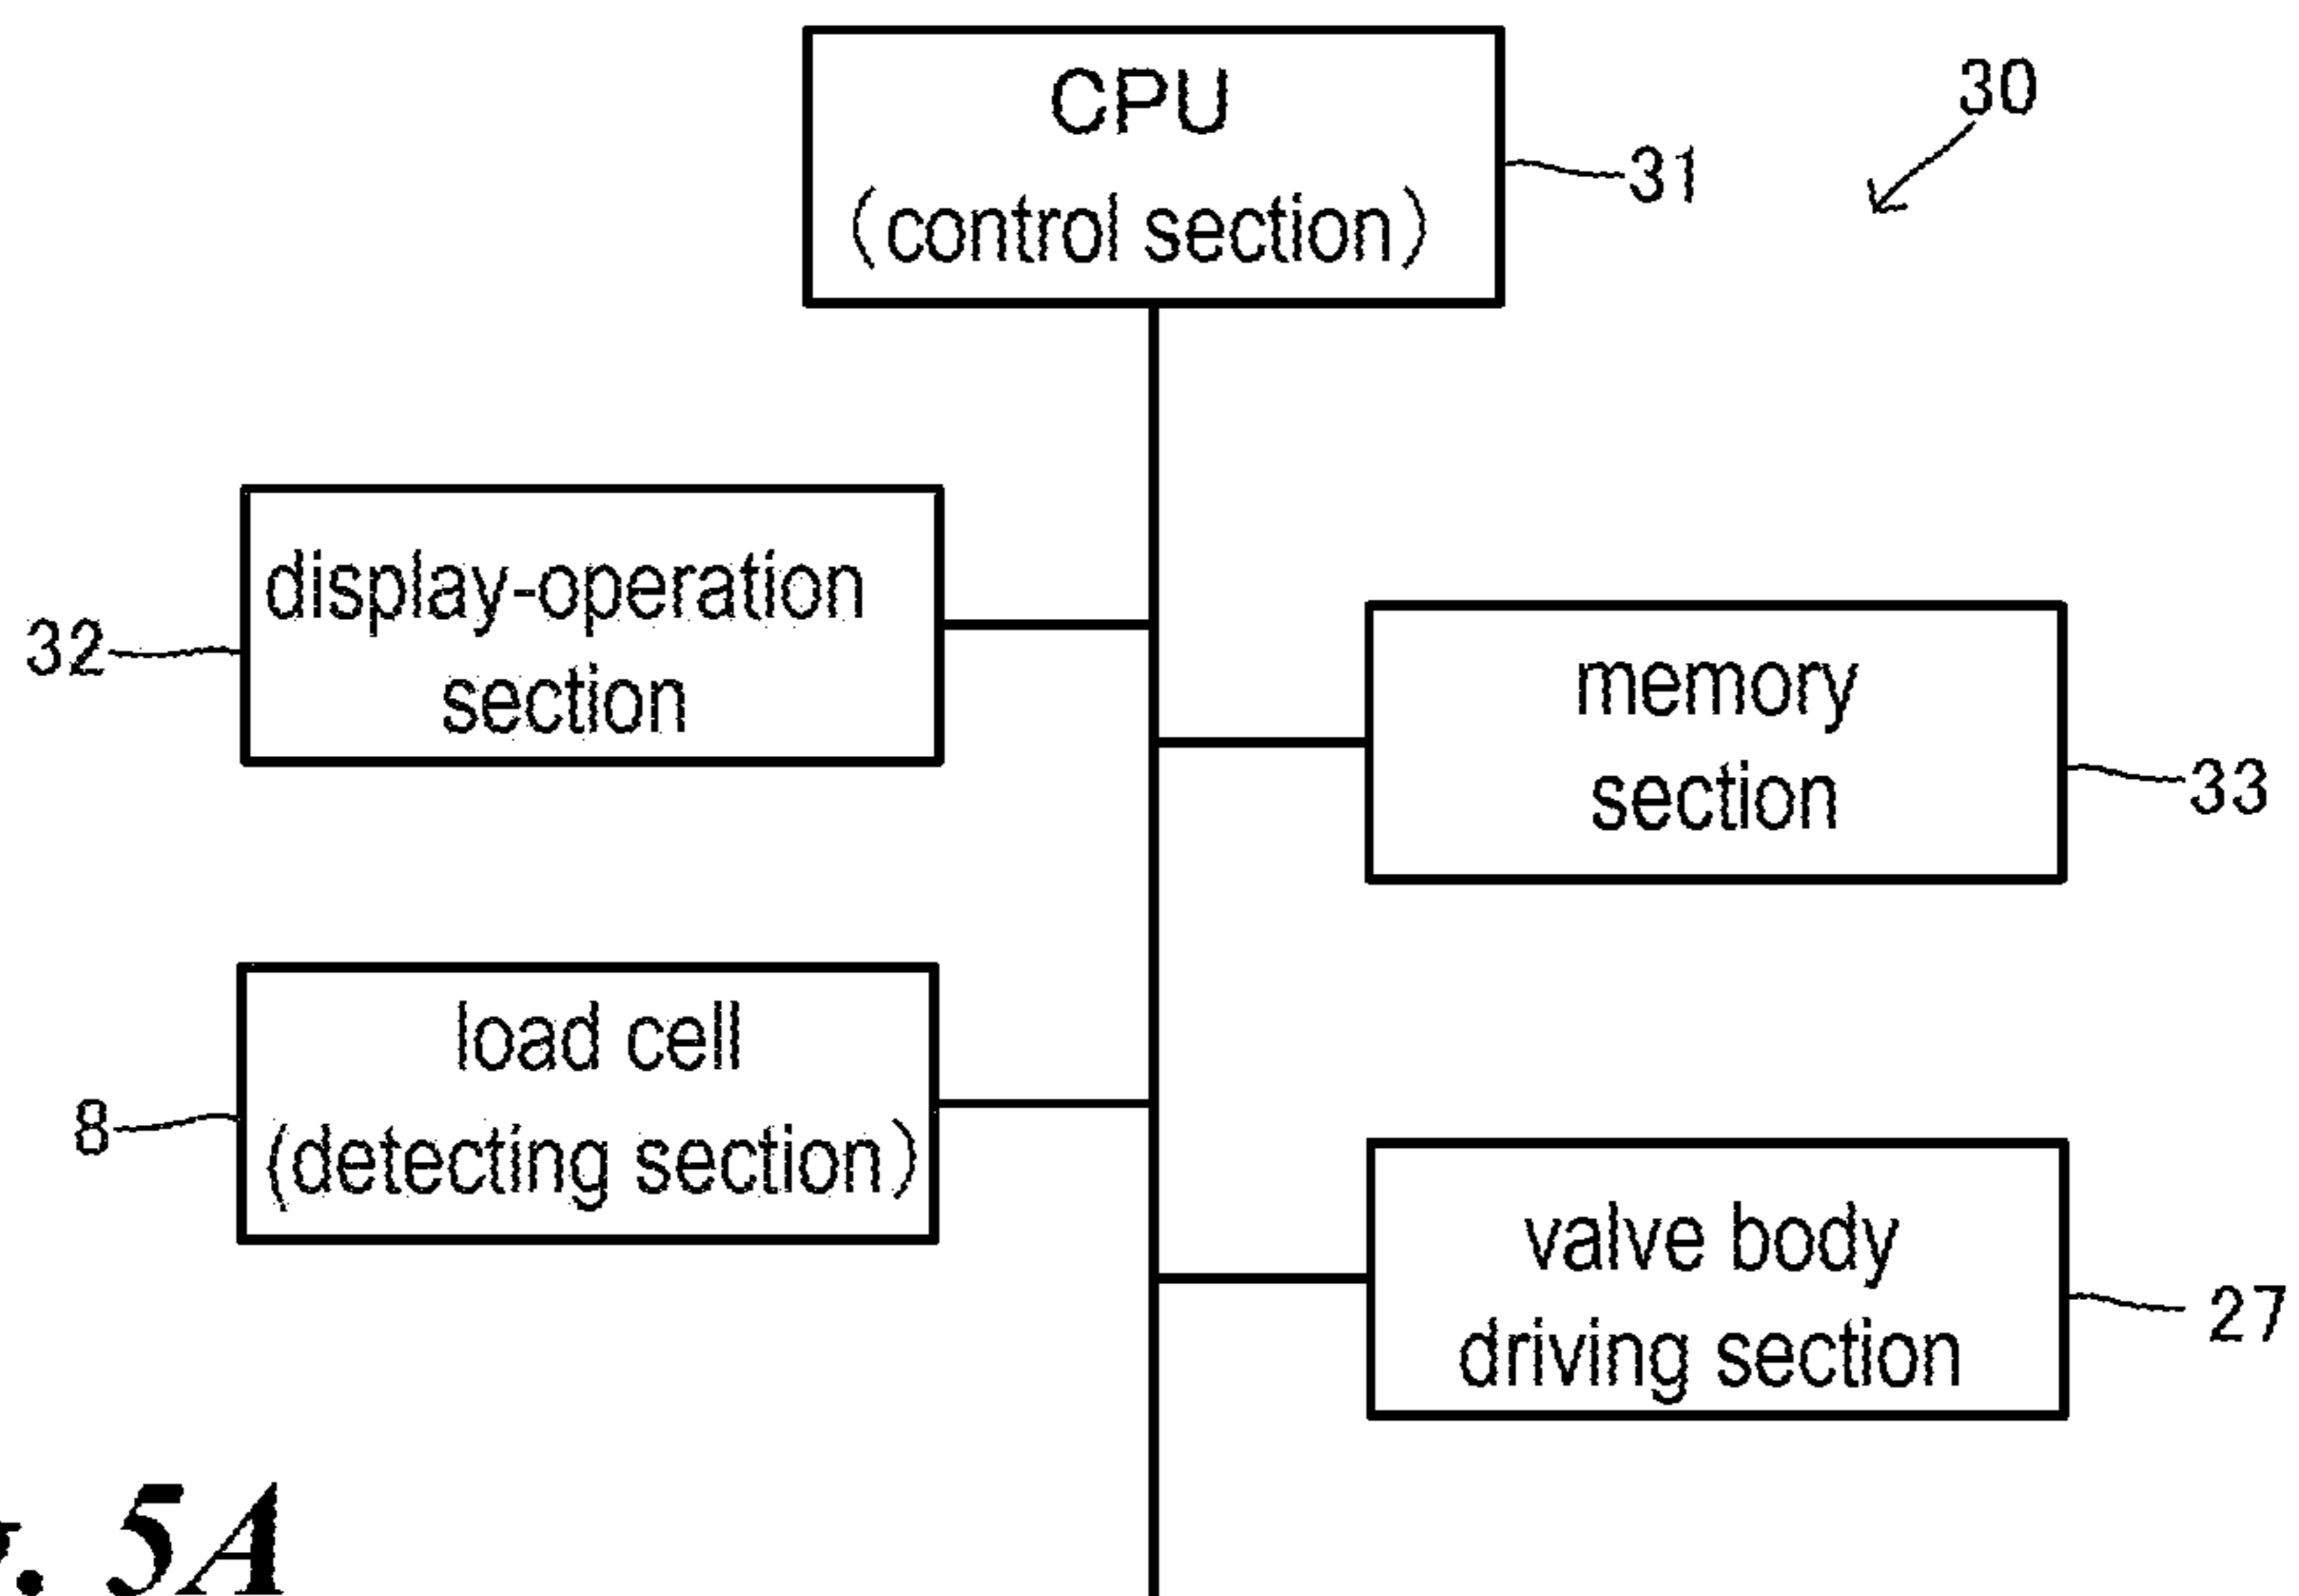 CPU
(control section)
30
31
display-operation
section
32
memory
section
33
load cell
(detecting section)
8
valve body
driving section
27
5A